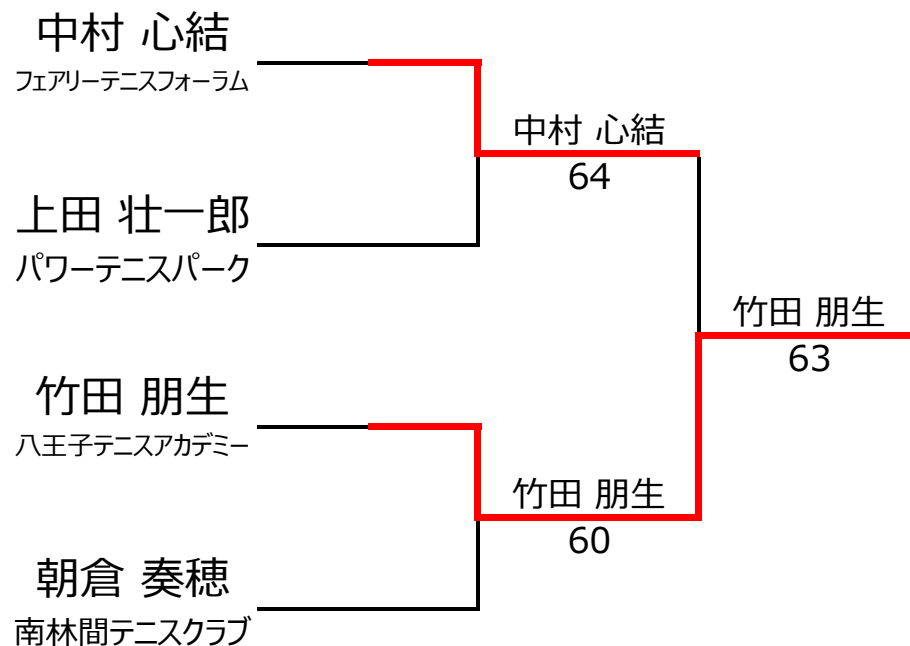 中村 心結
フェアリーテニスフォーラム
中村 心結
64
上田 壮一郎
パワーテニスパーク
竹田 朋生
63
竹田 朋生
八王子テニスアカデミー
竹田 朋生
60
朝倉 奏穂
南林間テニスクラブ